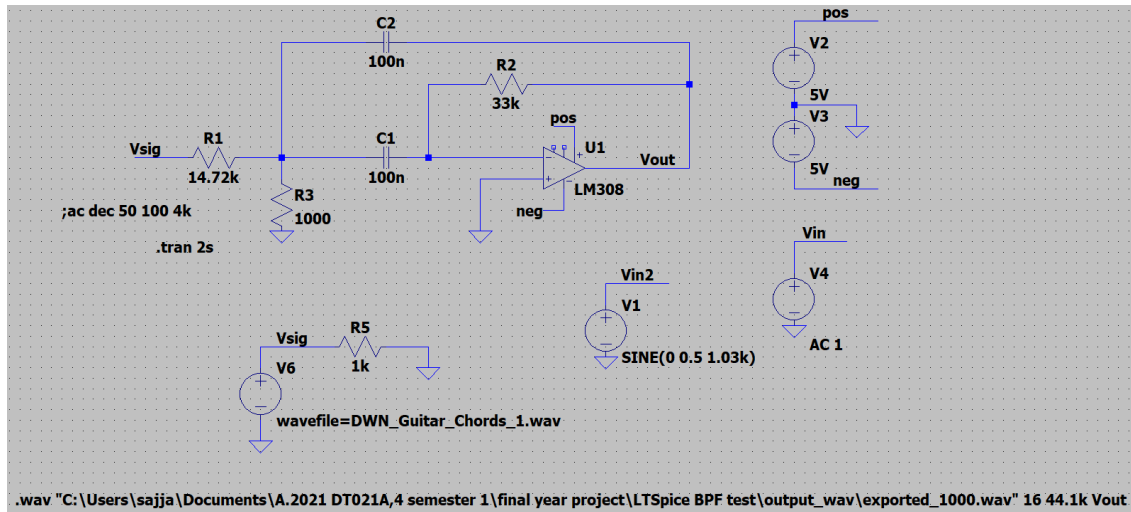 C2
100n
R2
33k
pos
V2
5V
V3
5V
neg
Vsig
R1
14.72k
C1
100n
pos
U1
Vout
LM308
neg
R3
1000
;ac dec 50 100 4k
.tran 2s
Vin
V4
AC 1
Vin2
V1
SINE(0 0.5 1.03k)
Vsig
R5
1k
V6
wavefile=DWN_Guitar_Chords_1.wav
.wav "C:\Users\sajja\Documents\A.2021 DT021A,4 semester 1\final year project\LTSpice BPF test\output_wav\exported_1000.wav" 16 44.1k Vout